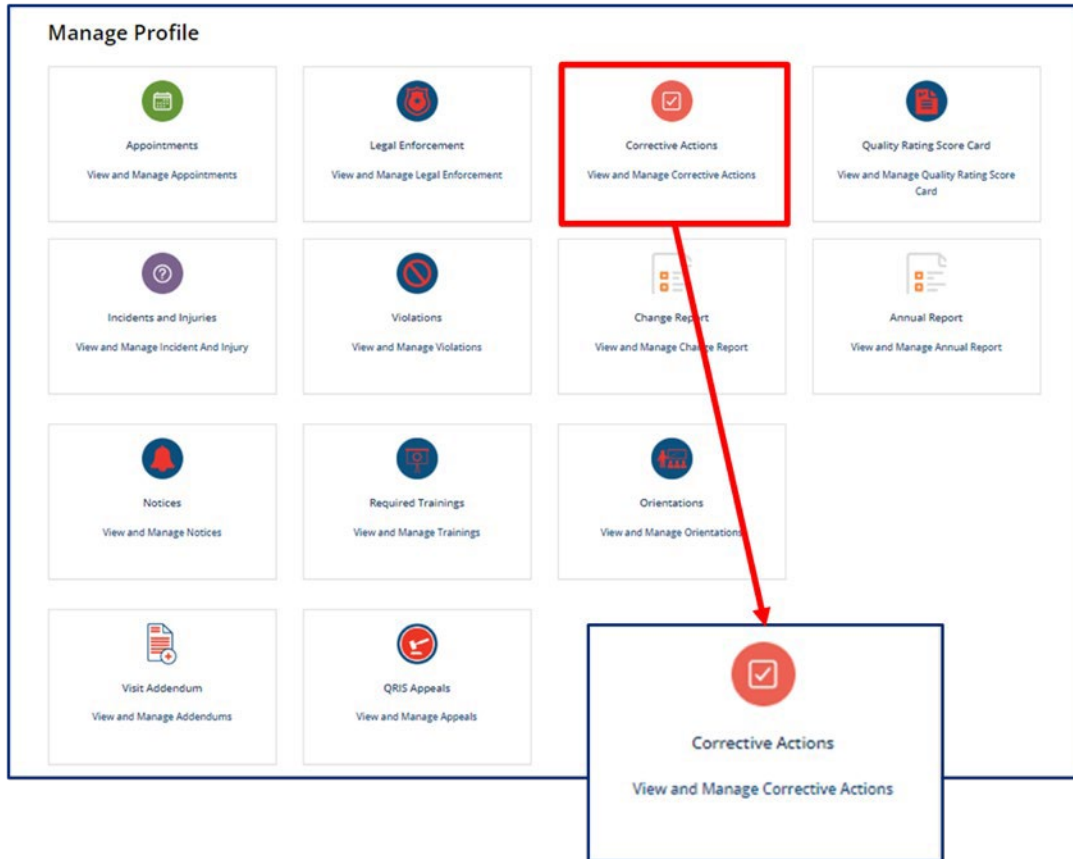 Manage Profile
Appointments
View and Manage Appointments
Legal Enforcement
View and Manage Legal Enforcement
Corrective Actions
View and Manage Corrective Actions
Quality Rating Score Card
View and Manage Quality Rating Score
Card
Incidents and Injuries
View and Manage Incident And Injury
Violations
View and Manage Violations
Change Report
View and Manage Change Report
Annual Report
View and Manage Annual Report
Notices
View and Manage Notices
Required Trainings
View and Manage Trainings
Orientations
View and Manage Orientations
Visit Addendum
View and Manage Addendums
QRIS Appeals
View and Manage Appeals
Corrective Actions
View and Manage Corrective Actions